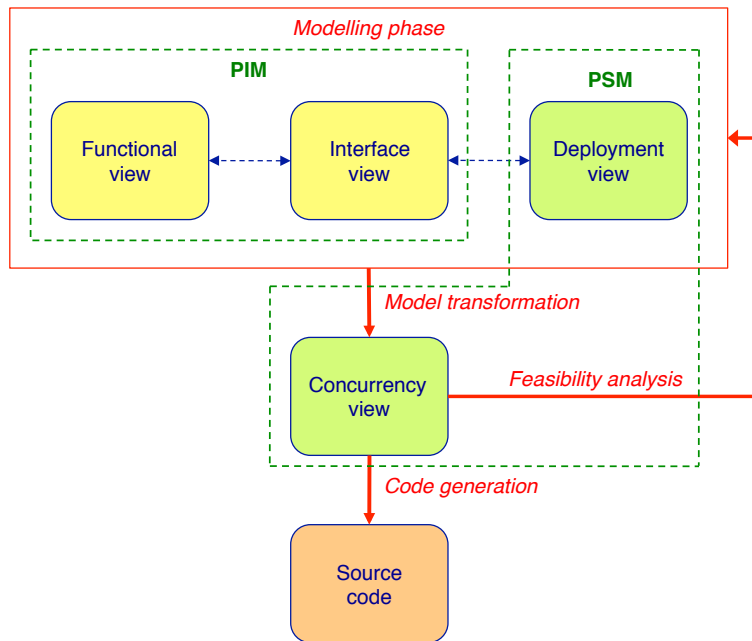 Modelling phase
PIM
PSM
Functional
view
Interface
view
Deployment
view
Model transformation
Concurrency
view
Feasibility analysis
Code generation
Source
code